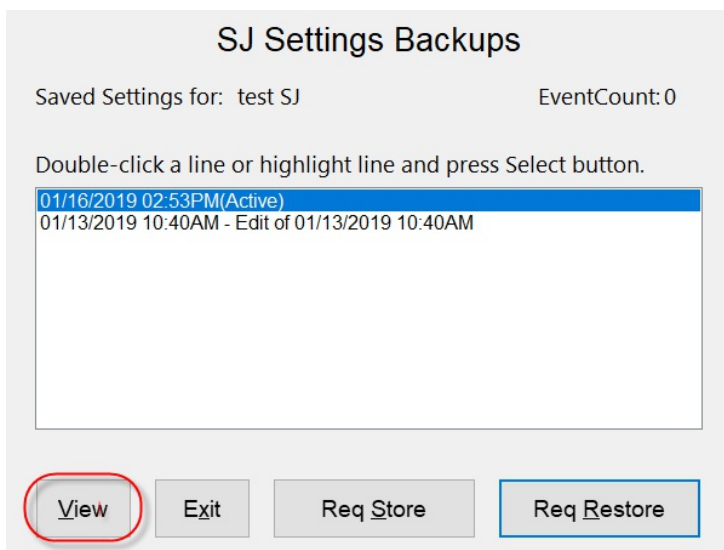 SJ Settings Backups
Saved Settings for: test SJ EventCount: 0
Double-click a line or highlight line and press Select button.
01/16/2019 02:53PM(Active)
01/13/2019 10:40AM - Edit of 01/13/2019 10:40AM
View Exit Req Store Req Restore